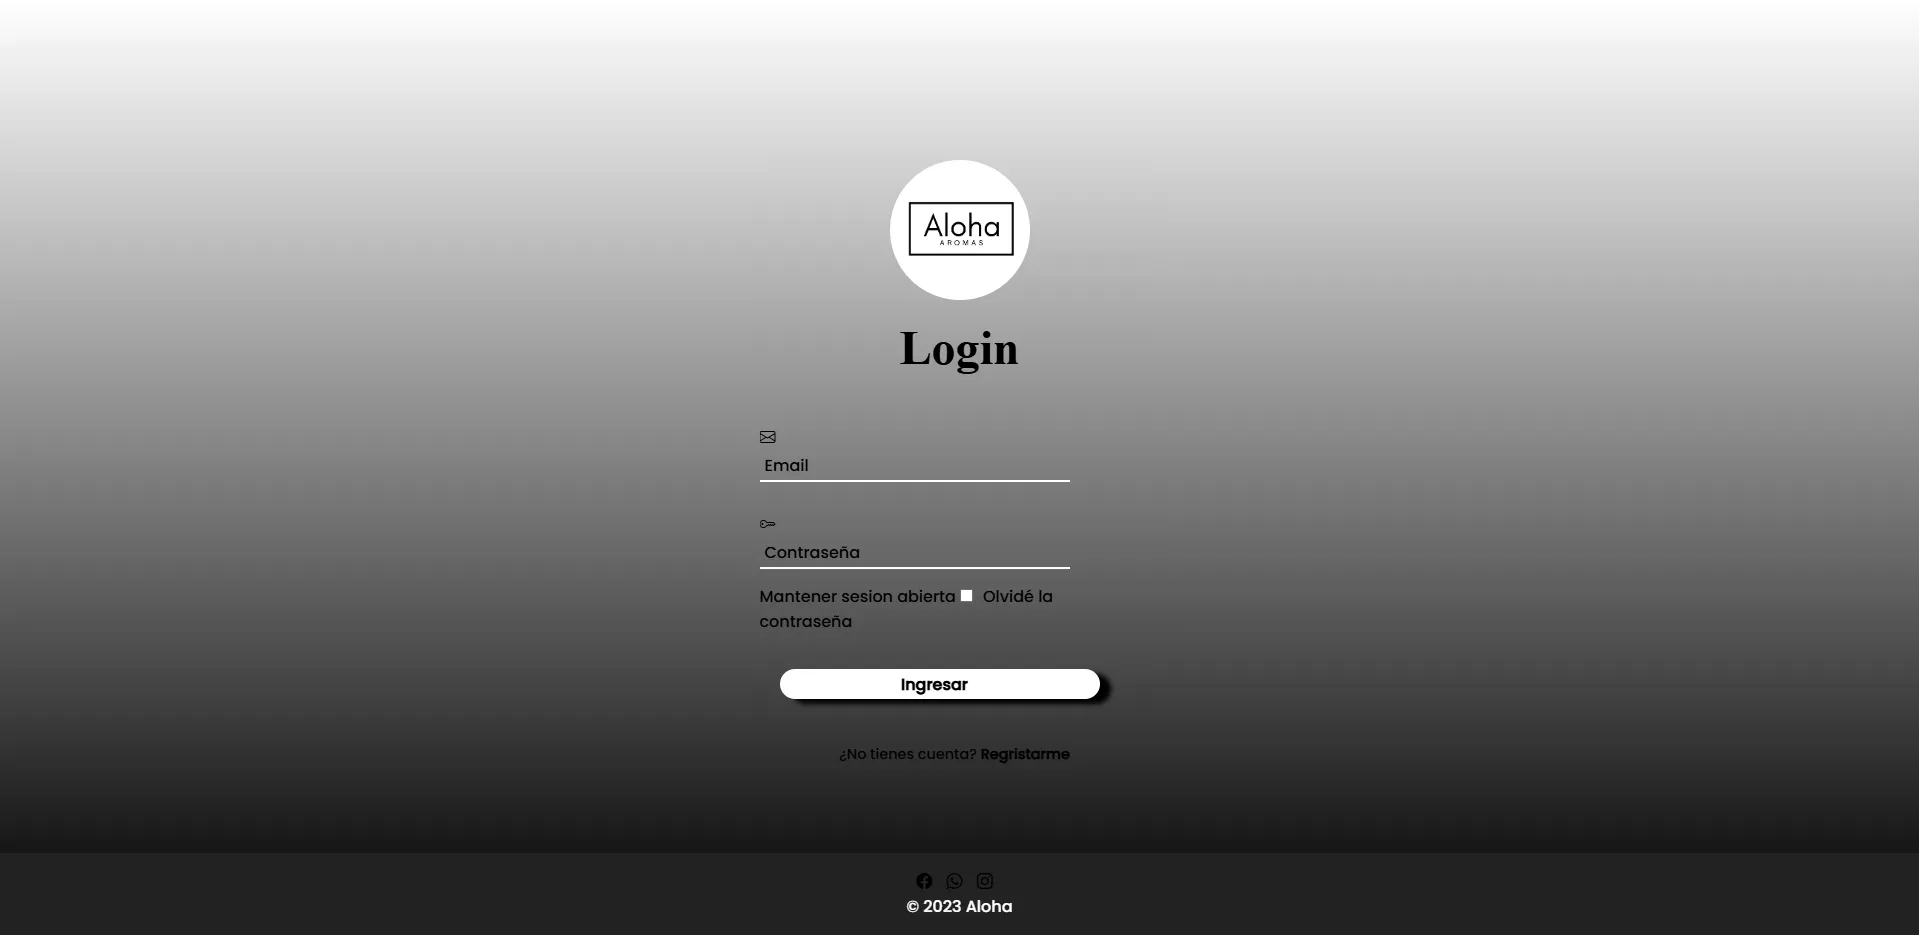 Aloha
AROMAS
Login
Email
Contraseña
Mantener sesion abierta Olvidé la
contraseña
Ingresar
¿No tienes cuenta? Regristarme
© 2023 Aloha